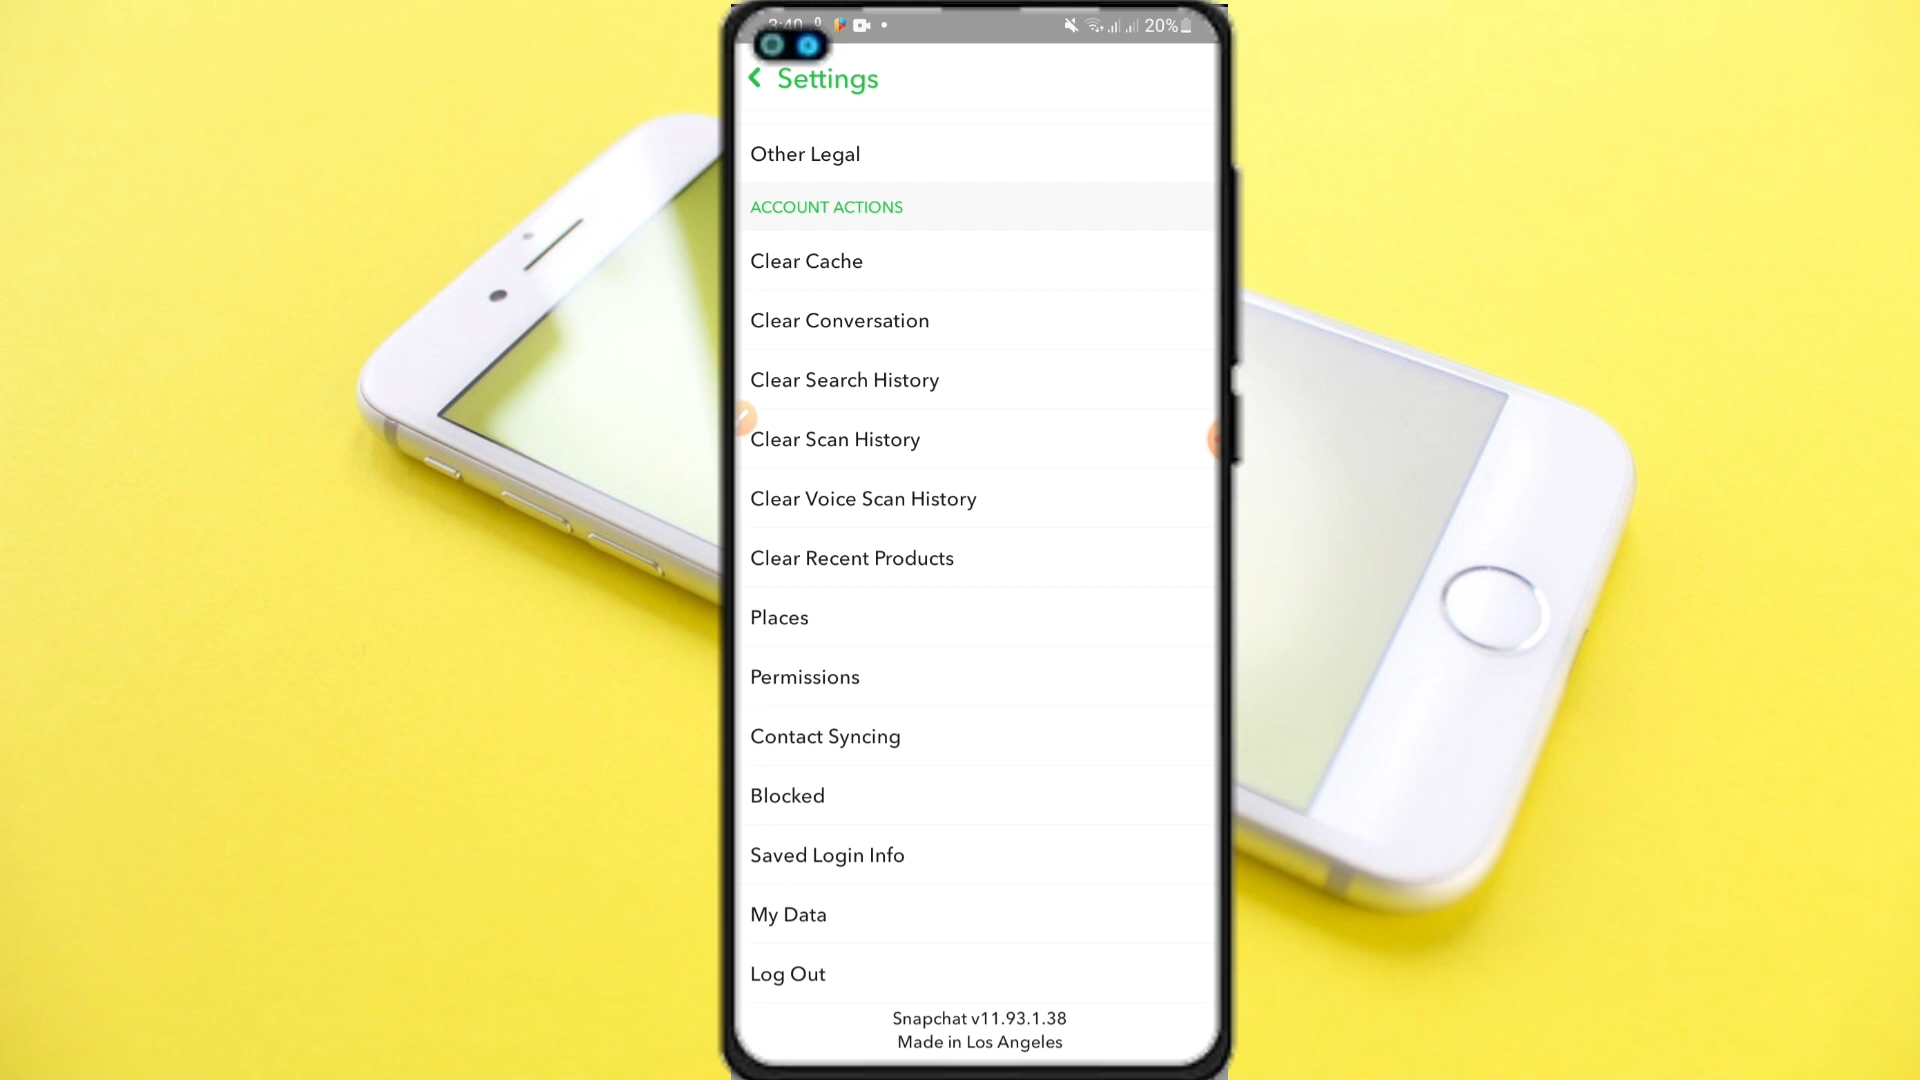 3:40
20%
Settings
Other Legal
ACCOUNT ACTIONS
Clear Cache
Clear Conversation
Clear Search History
Clear Scan History
Clear Voice Scan History
Clear Recent Products
Places
Permissions
Contact Syncing
Blocked
Saved Login Info
My Data
Log Out
Snapchat v11.93.1.38
Made in Los Angeles